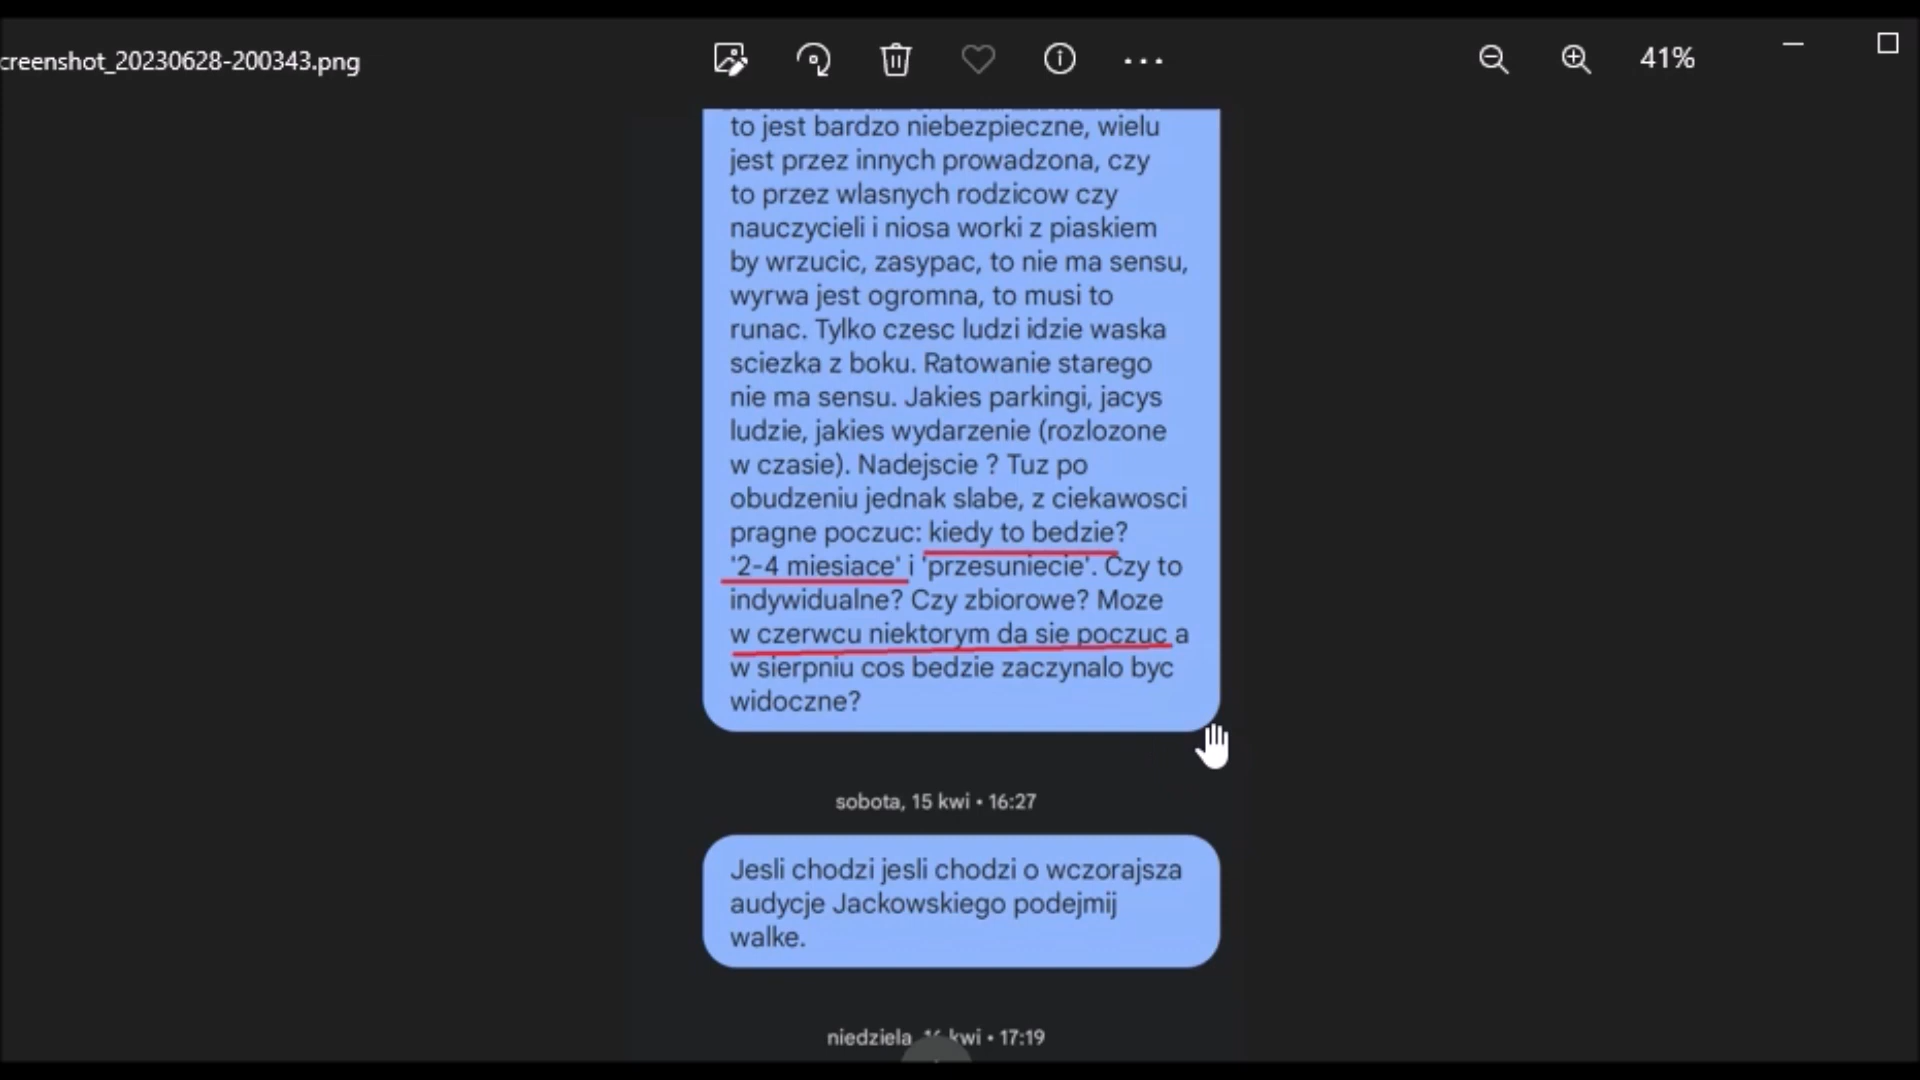 creenshot_20230628-200343.png
41%
to jest bardzo niebezpieczne, wielu
jest przez innych prowadzona, czy
to przez wlasnych rodzicow czy
nauczycieli i niosa worki z piaskiem
by wrzucic, zasypac, to nie ma sensu,
wyrwa jest ogromna, to musi to
runac. Tylko czesc ludzi idzie waska
sciezka z boku. Ratowanie starego
nie ma sensu. Jakies parkingi, jacys
ludzie, jakies wydarzenie (rozlozone
w czasie). Nadejscie ? Tuz po
obudzeniu jednak slabe, z ciekawosci
pragne poczuc: kiedy to bedzie?
'2-4 miesiace' i 'przesuniecie'. Czy to
indywidualne? Czy zbiorowe? Moze
w czerwcu niektorym da sie poczuc a
w sierpniu cos bedzie zaczynalo byc
widoczne?
sobota, 15 kwi • 16:27
Jesli chodzi jesli chodzi o wczorajsza
audycje Jackowskiego podejmij
walke.
niedziela, 16 kwi • 17:19